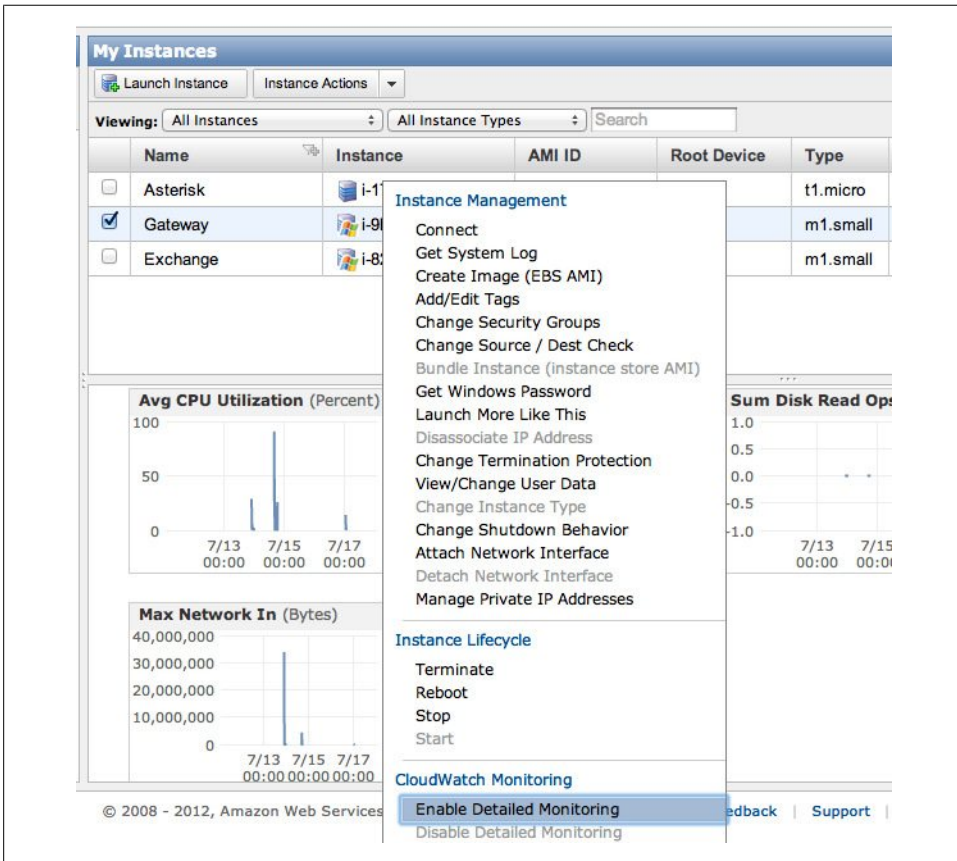 My Instances
Launch Instance Instance Actions
Viewing: All Instances All Instance Types Search
Name Instance AMI ID Root Device Type
Asterisk t1.micro
Gateway m1.small
Exchange m1.small
Instance Management
Connect
Get System Log
Create Image (EBS AMI)
Add/Edit Tags
Change Security Groups
Change Source / Dest Check
Bundle Instance (instance store AMI)
Get Windows Password
Launch More Like This
Disassociate IP Address
Change Termination Protection
View/Change User Data
Change Instance Type
Change Shutdown Behavior
Attach Network Interface
Detach Network Interface
Manage Private IP Addresses
Instance Lifecycle
Terminate
Reboot
Stop
Start
CloudWatch Monitoring
Enable Detailed Monitoring
Disable Detailed Monitoring
Avg CPU Utilization (Percent)
100
50
0
7/13 7/15 7/17
00:00 00:00 00:00
Sum Disk Read Ops
1.0
0.5
0.0
-0.5
-1.0
7/13 7/15
00:00 00:00
Max Network In (Bytes)
40,000,000
30,000,000
20,000,000
10,000,000
0
7/13 7/15 7/17
00:00 00:00 00:00
© 2008 - 2012, Amazon Web Services
edback | Support |